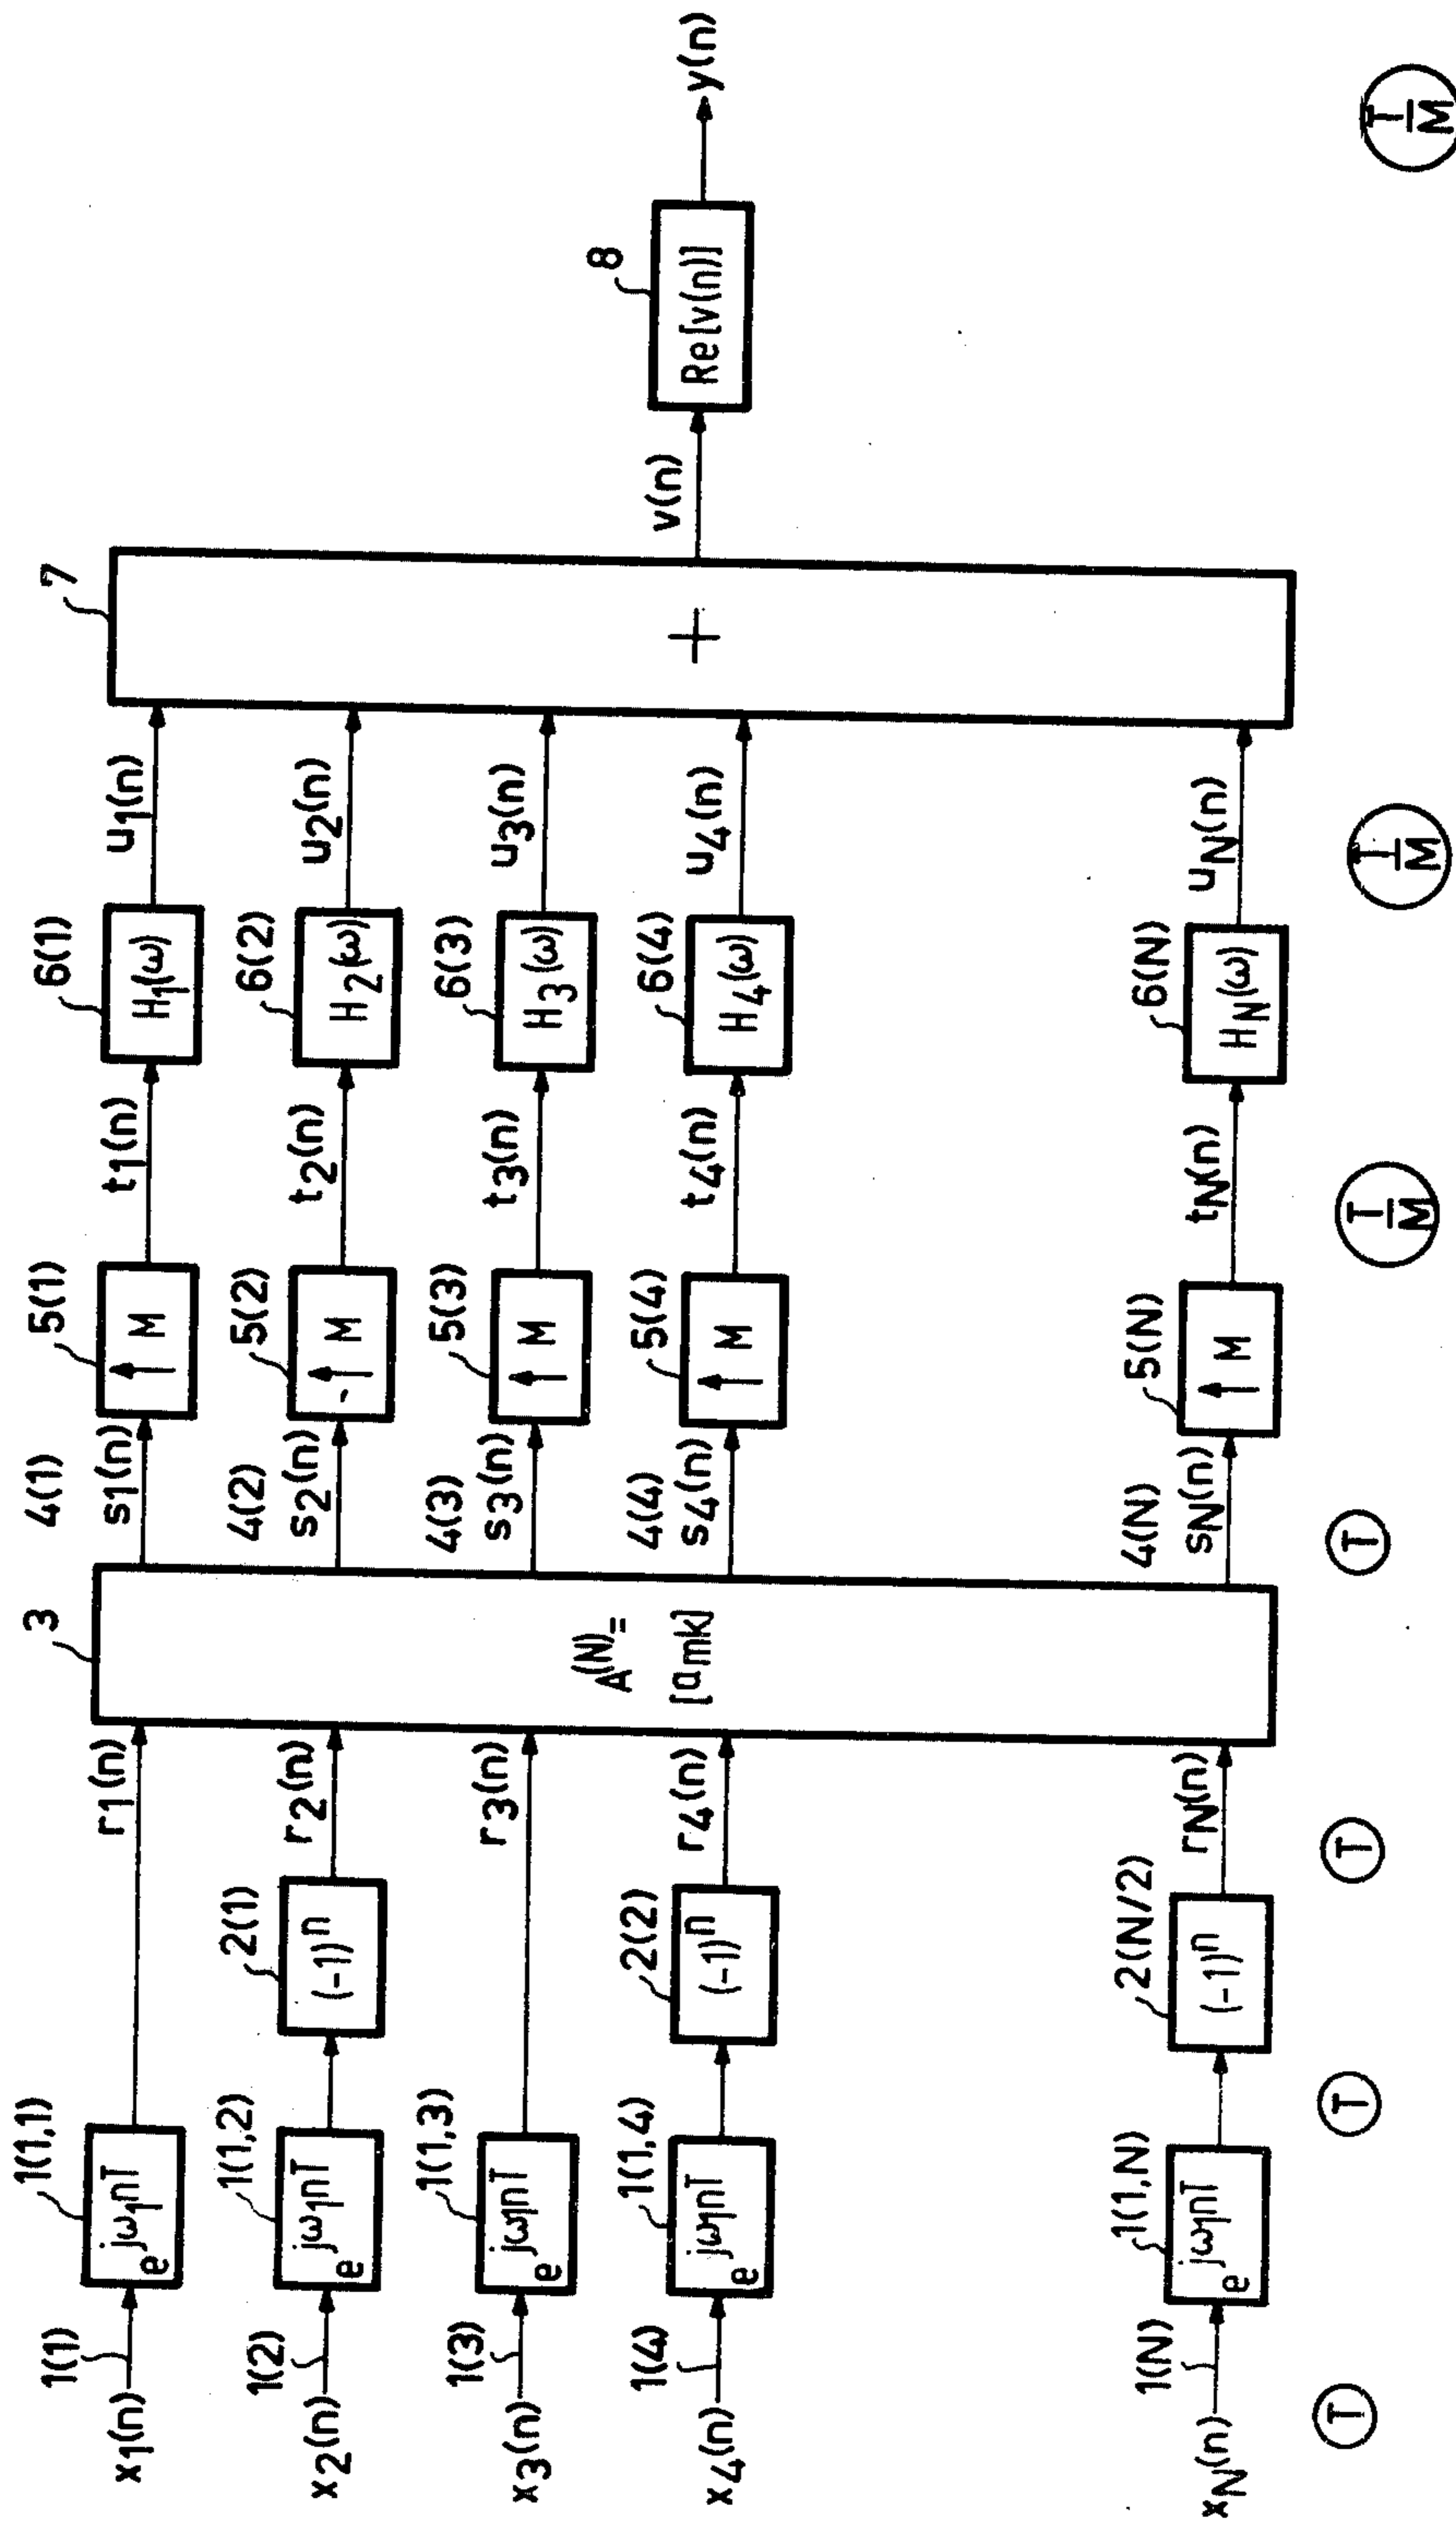 1(1)
x1(n)
1(1,1)
e^jω1nT
r1(n)
4(1)
s1(n)
5(1)
↑ M
t1(n)
6(1)
H1(ω)
u1(n)
1(2)
x2(n)
1(1,2)
e^jω1nT
2(1)
(-1)^n
r2(n)
4(2)
s2(n)
5(2)
↑ M
t2(n)
6(2)
H2(ω)
u2(n)
1(3)
x3(n)
1(1,3)
e^jω1nT
r3(n)
4(3)
s3(n)
5(3)
↑ M
t3(n)
6(3)
H3(ω)
u3(n)
1(4)
x4(n)
1(1,4)
e^jω1nT
2(2)
(-1)^n
r4(n)
4(4)
s4(n)
5(4)
↑ M
t4(n)
6(4)
H4(ω)
u4(n)
1(N)
xN(n)
1(1,N)
e^jω1nT
2(N/2)
(-1)^n
rN(n)
4(N)
sN(n)
5(N)
↑ M
tN(n)
6(N)
HN(ω)
uN(n)
3
A^(N)=
[amk]
7
+
v(n)
8
Re[v(n)]
y(n)
T
T
T
T
T/M
T/M
T/M